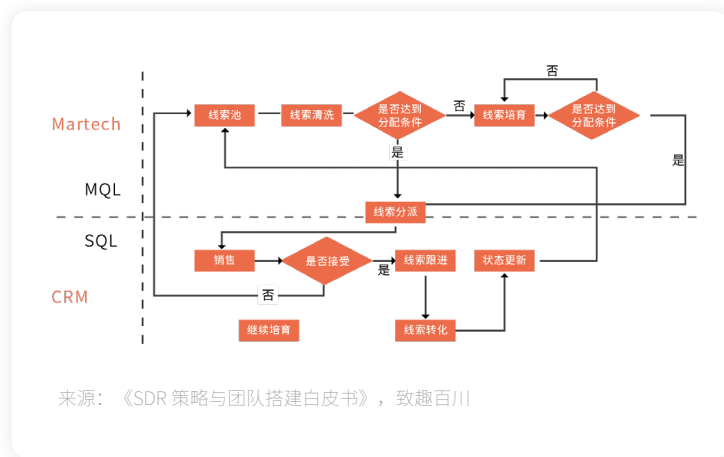 否
Martech
线索池
线索清洗
是否达到
分配条件
否
线索培育
是否达到
分配条件
是
是
MQL
线索分派
SQL
销售
是否接受
是
线索跟进
状态更新
CRM
否
继续培育
线索转化
来源：《SDR 策略与团队搭建白皮书》，致趣百川